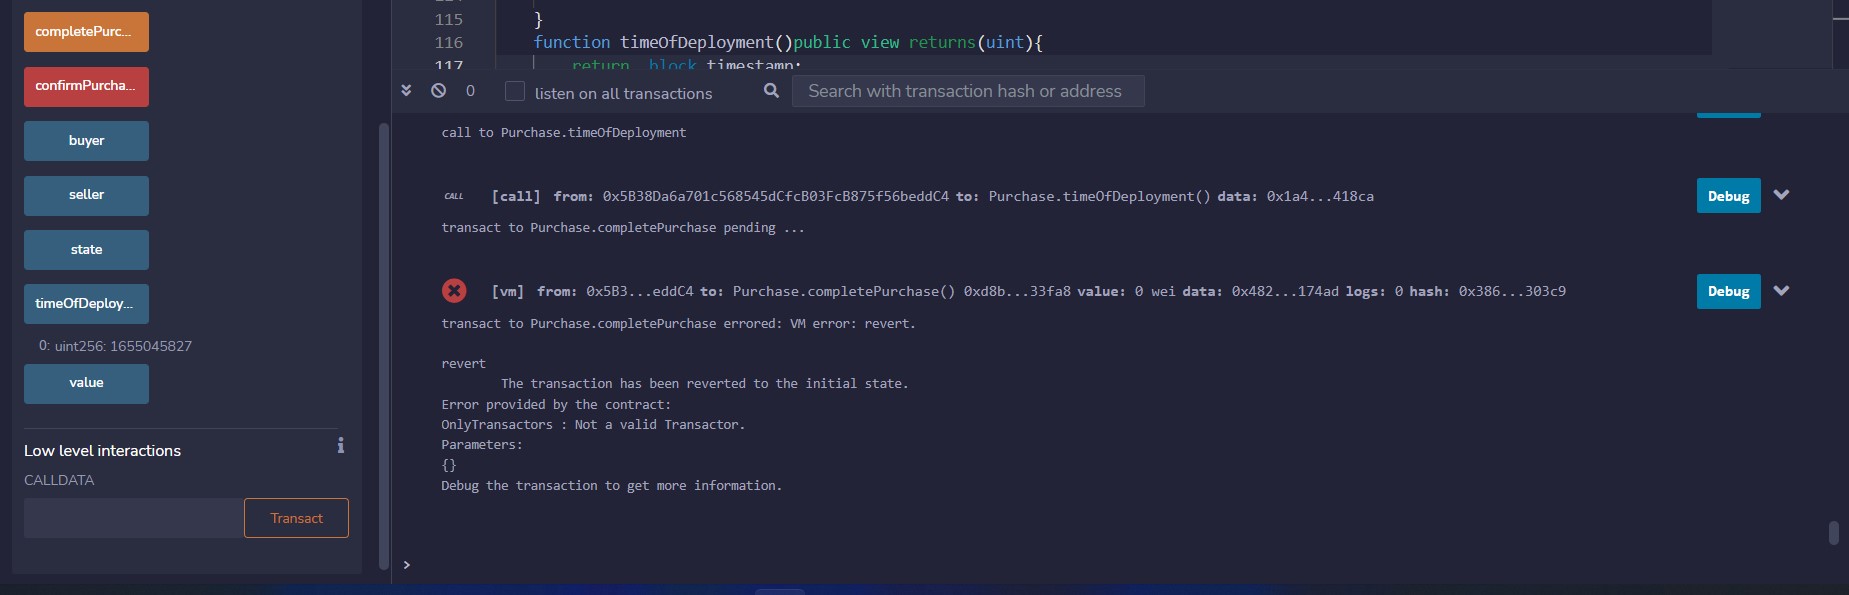 completePurc...
confirmPurcha...
buyer
seller
state
timeOfDeploy...
0: uint256: 1655045827
value
Low level interactions
CALLDATA
Transact
115 }
116 function timeOfDeployment()public view returns(uint){
117 return block.timestamp;
0 listen on all transactions Search with transaction hash or address
call to Purchase.timeOfDeployment
CALL [call] from: 0x5B38Da6a701c568545dCfcB03FcB875f56beddC4 to: Purchase.timeOfDeployment() data: 0x1a4...418ca Debug
transact to Purchase.completePurchase pending ...
[vm] from: 0x5B3...eddC4 to: Purchase.completePurchase() 0xd8b...33fa8 value: 0 wei data: 0x482...174ad logs: 0 hash: 0x386...303c9 Debug
transact to Purchase.completePurchase errored: VM error: revert.
revert
The transaction has been reverted to the initial state.
Error provided by the contract:
OnlyTransactors : Not a valid Transactor.
Parameters:
{}
Debug the transaction to get more information.
>